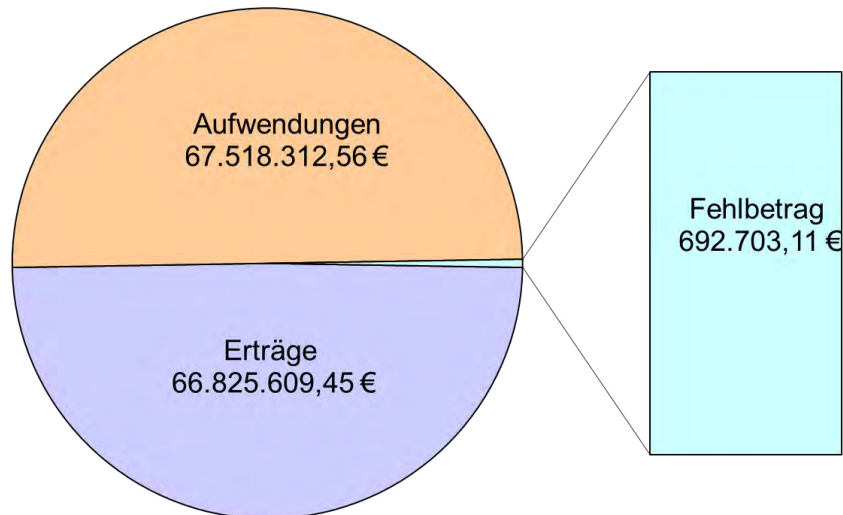 Aufwendungen
67.518.312,56 €
Fehlbetrag
692.703,11 €
Erträge
66.825.609,45 €